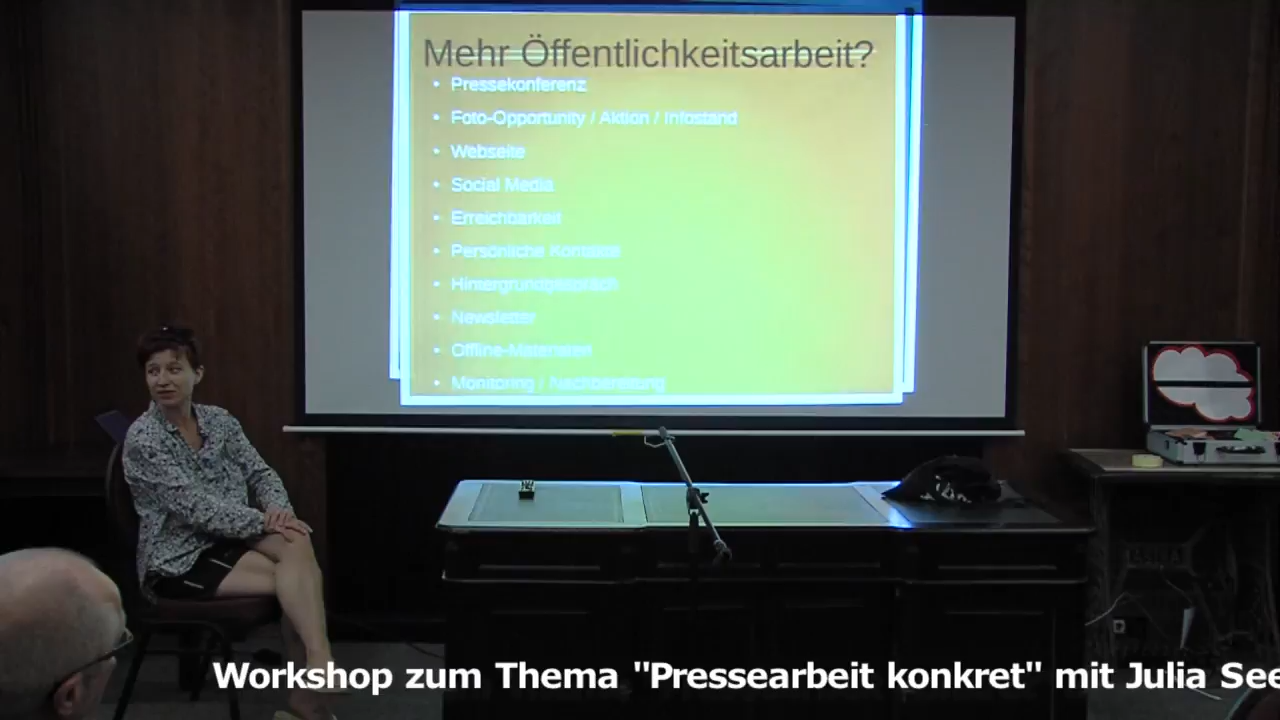 Mehr Öffentlichkeitsarbeit?
• Pressekonferenz
• Foto-Opportunity / Aktion / Infostand
• Webseite
• Social Media
• Erreichbarkeit
• Persönliche Kontakte
• Hintergrundgespräch
• Newsletter
• Offline-Materialien
• Monitoring / Nachbereitung
Workshop zum Thema "Pressearbeit konkret" mit Julia See